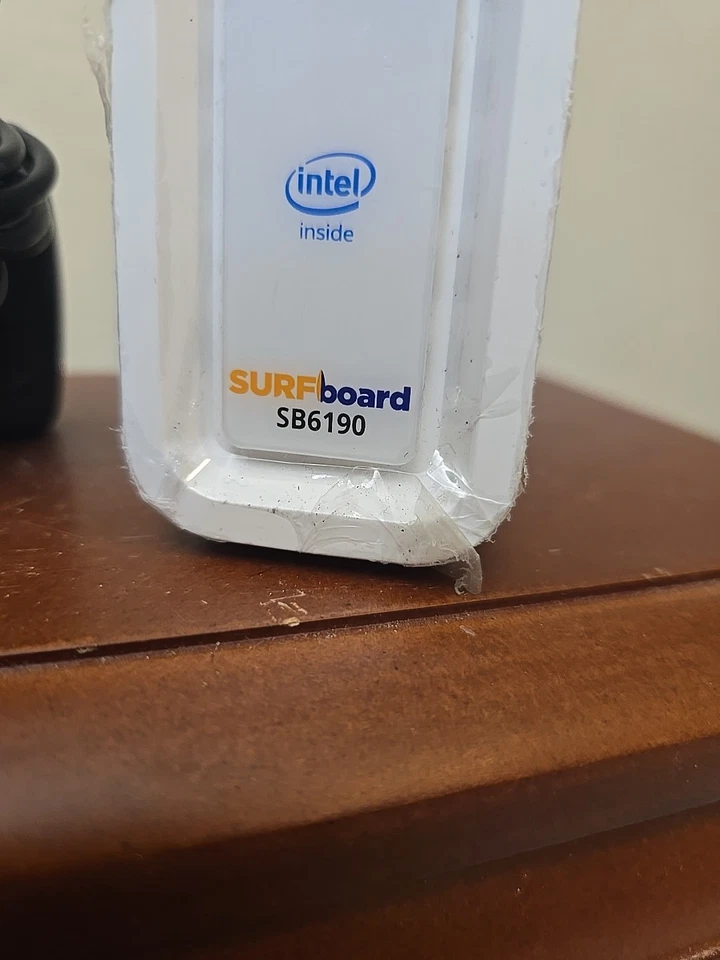 intel
inside
SURFboard
SB6190